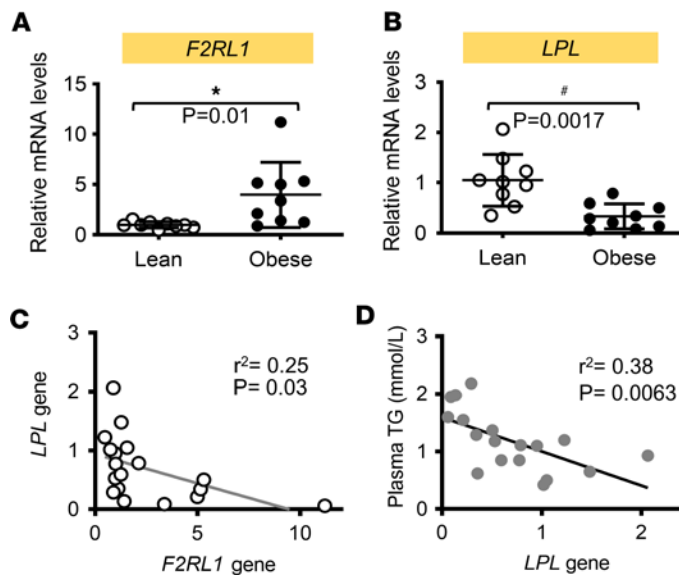 A
F2RL1
Relative mRNA levels
15
10
5
0
*
P=0.01
Lean
Obese
B
LPL
Relative mRNA levels
3
2
1
0
#
P=0.0017
Lean
Obese
C
LPL gene
3
2
1
0
r²= 0.25
P= 0.03
0
5
10
F2RL1 gene
D
Plasma TG (mmol/L)
3
2
1
0
r²= 0.38
P= 0.0063
0
1
2
LPL gene